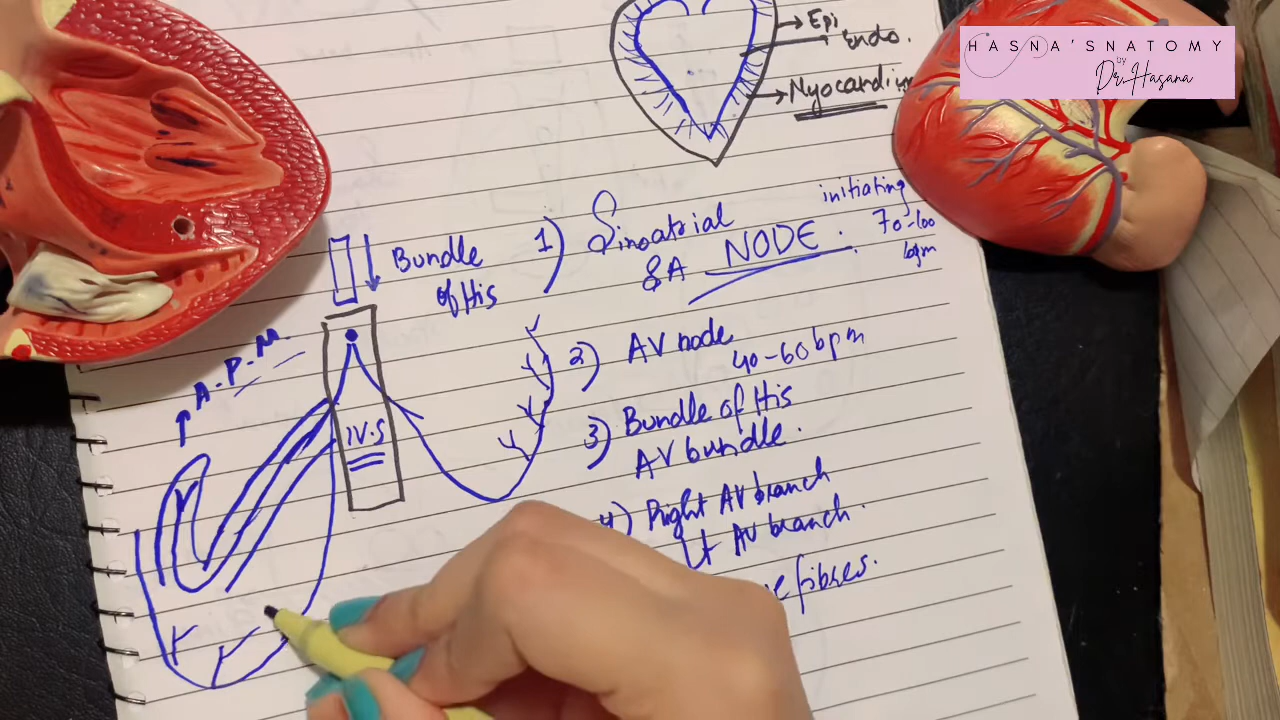 HASNA'SNATOMY
by
Dr. Hasana
→ Epi
Endo.
→ Myocardium
Bundle
of His
1) Sinoatrial
SA NODE.
initiating
70-100
bpm
A.P.M.
IV.S
2) AV node
40-60 bpm
3) Bundle of His
AV bundle.
4) Right AV branch
Lt AV branch.
fibres.